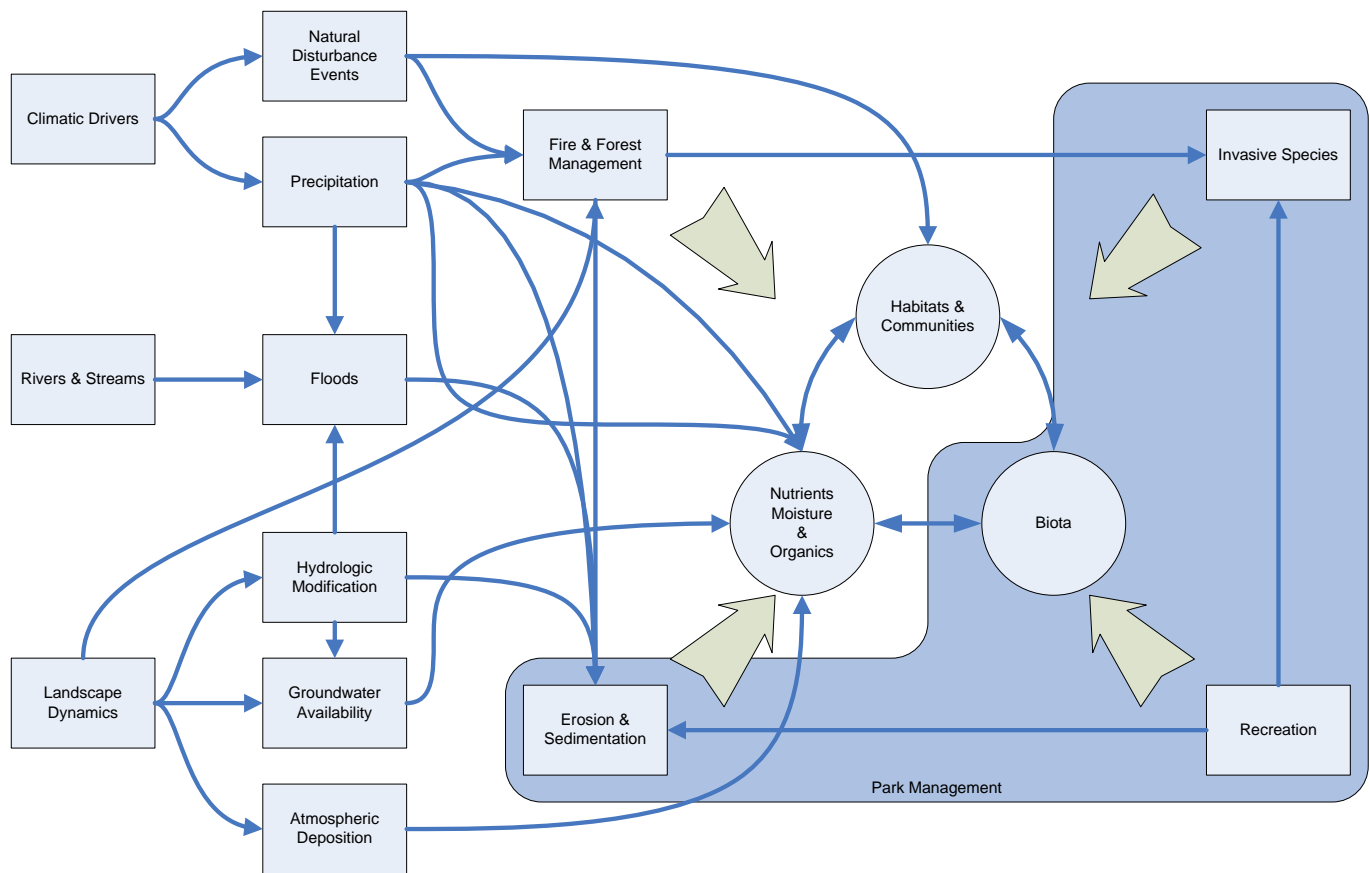 Natural
Disturbance
Events
Climatic Drivers
Precipitation
Fire & Forest
Management
Invasive Species
Habitats &
Communities
Rivers & Streams
Floods
Nutrients
Moisture
&
Organics
Biota
Hydrologic
Modification
Landscape
Dynamics
Groundwater
Availability
Erosion &
Sedimentation
Recreation
Park Management
Atmospheric
Deposition